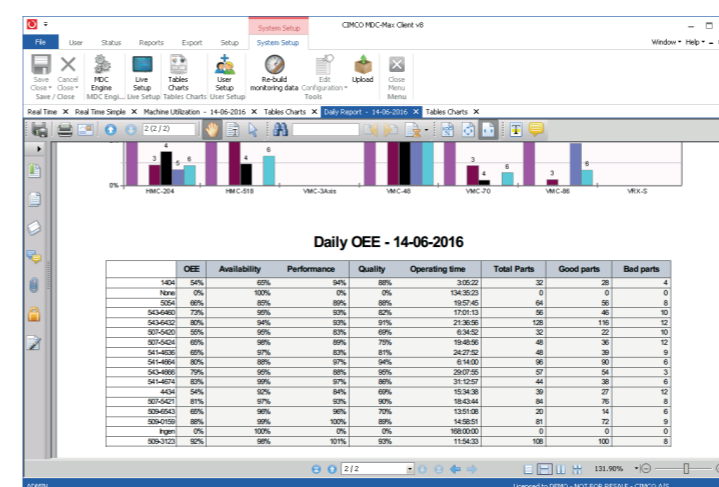 System Setup CIMCO MDC-Max Client v8
File User Status Reports Export Setup System Setup Window Help
Save Close Cancel Close MDC Engine Live Setup Tables Charts User Setup Re-build monitoring data Edit Configuration Upload Close Menu
Save / Close MDC Engi... Live Setup Tables Charts User Setup Tools Menu
Real Time X Real Time Simple X Machine Utilization - 14-06-2016 X Tables Charts X Daily Report - 14-06-2016 X Tables Charts X
2 (2 / 2)
3 4 5 6 4 6 3 4 6 3 6
0%
HMC-204 HMC-518 VMC-3Axis VMC-48 VMC-70 VMC-86 VRX-S
Daily OEE - 14-06-2016
OEE Availability Performance Quality Operating time Total Parts Good parts Bad parts
1404 54% 65% 94% 88% 3:05:22 32 28 4
None 0% 100% 0% 0% 134:35:23 0 0 0
5054 66% 85% 89% 88% 19:57:45 64 56 8
543-6460 73% 95% 93% 82% 17:01:13 56 46 10
543-6432 80% 94% 93% 91% 21:36:56 128 116 12
507-5420 55% 95% 83% 69% 6:34:52 32 22 10
507-5424 65% 98% 89% 75% 19:48:56 48 36 12
541-4636 65% 97% 83% 81% 24:27:52 48 39 9
541-4664 80% 88% 97% 94% 6:14:00 96 90 6
543-4666 79% 95% 88% 95% 29:07:55 57 54 3
541-4674 83% 99% 97% 86% 31:12:57 44 38 6
4434 54% 92% 84% 69% 15:34:36 39 27 12
507-5421 81% 97% 93% 90% 18:43:44 84 76 8
509-6543 65% 96% 96% 70% 13:51:08 20 14 6
509-0159 88% 99% 100% 89% 14:58:51 81 72 9
Ingen 0% 100% 0% 0% 168:00:00 0 0 0
509-3123 92% 98% 101% 93% 11:54:33 108 100 8
2 / 2 131.90%
ADMIN Licensed to DEMO - NOT FOR RESALE - CIMCO A/S